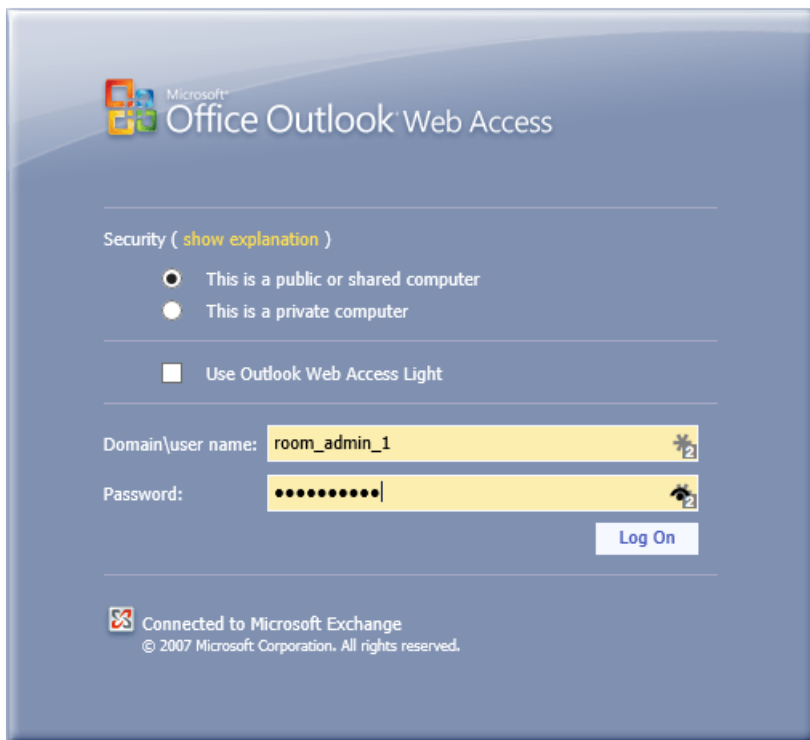 Microsoft®
Office Outlook® Web Access
Security ( show explanation )
This is a public or shared computer
This is a private computer
Use Outlook Web Access Light
Domain\user name: room_admin_1 2
Password: ●●●●●●●●●● 2
Log On
Connected to Microsoft Exchange
© 2007 Microsoft Corporation. All rights reserved.